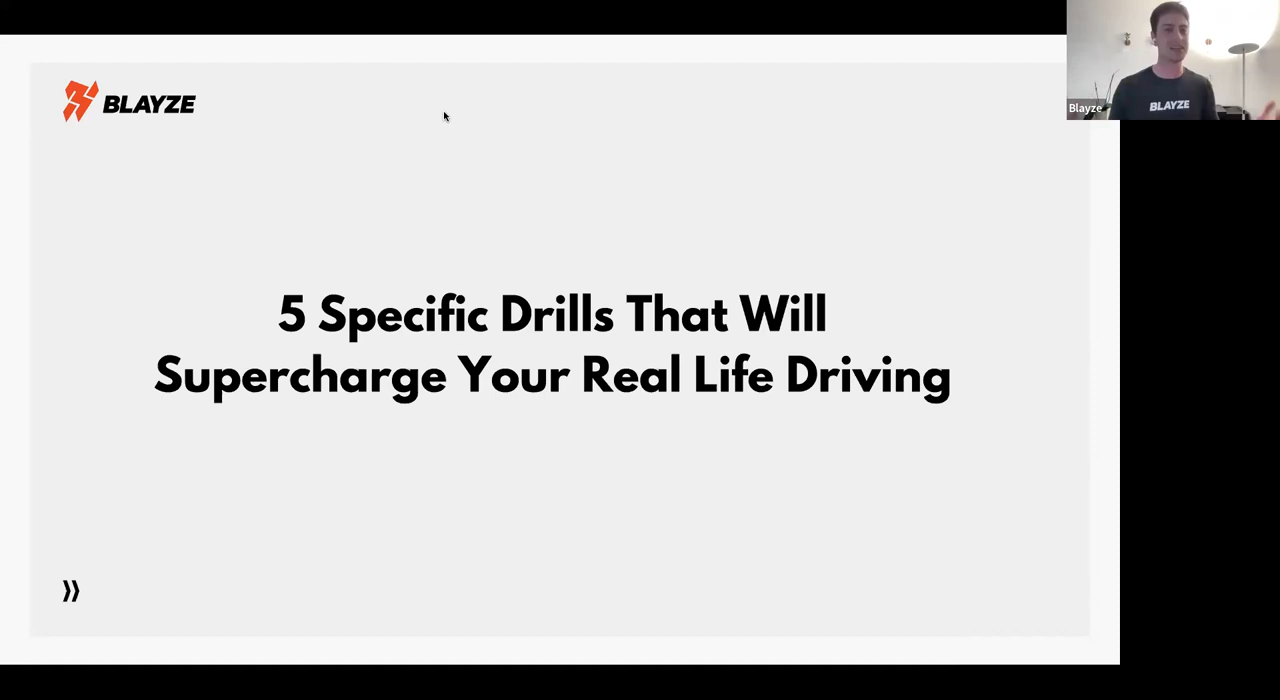 BLAYZE
BLAYZE
Blayze
5 Specific Drills That Will
Supercharge Your Real Life Driving